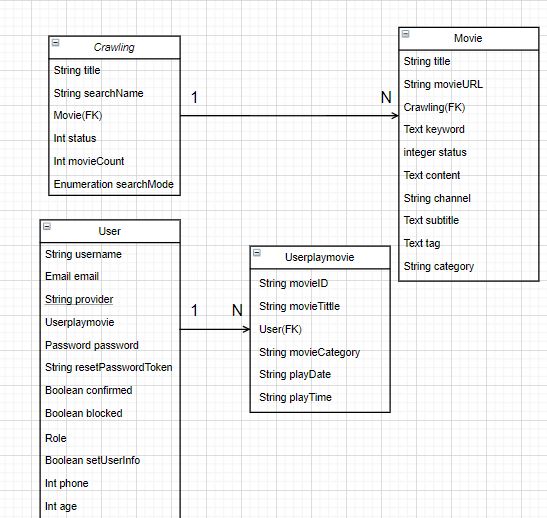 Crawling
String title
String searchName
Movie(FK)
Int status
Int movieCount
Enumeration searchMode
1
N
Movie
String title
String movieURL
Crawling(FK)
Text keyword
integer status
Text content
String channel
Text subtitle
Text tag
String category
User
String username
Email email
String provider
Userplaymovie
Password password
String resetPasswordToken
Boolean confirmed
Boolean blocked
Role
Boolean setUserInfo
Int phone
Int age
1
N
Userplaymovie
String movieID
String movieTittle
User(FK)
String movieCategory
String playDate
String playTime